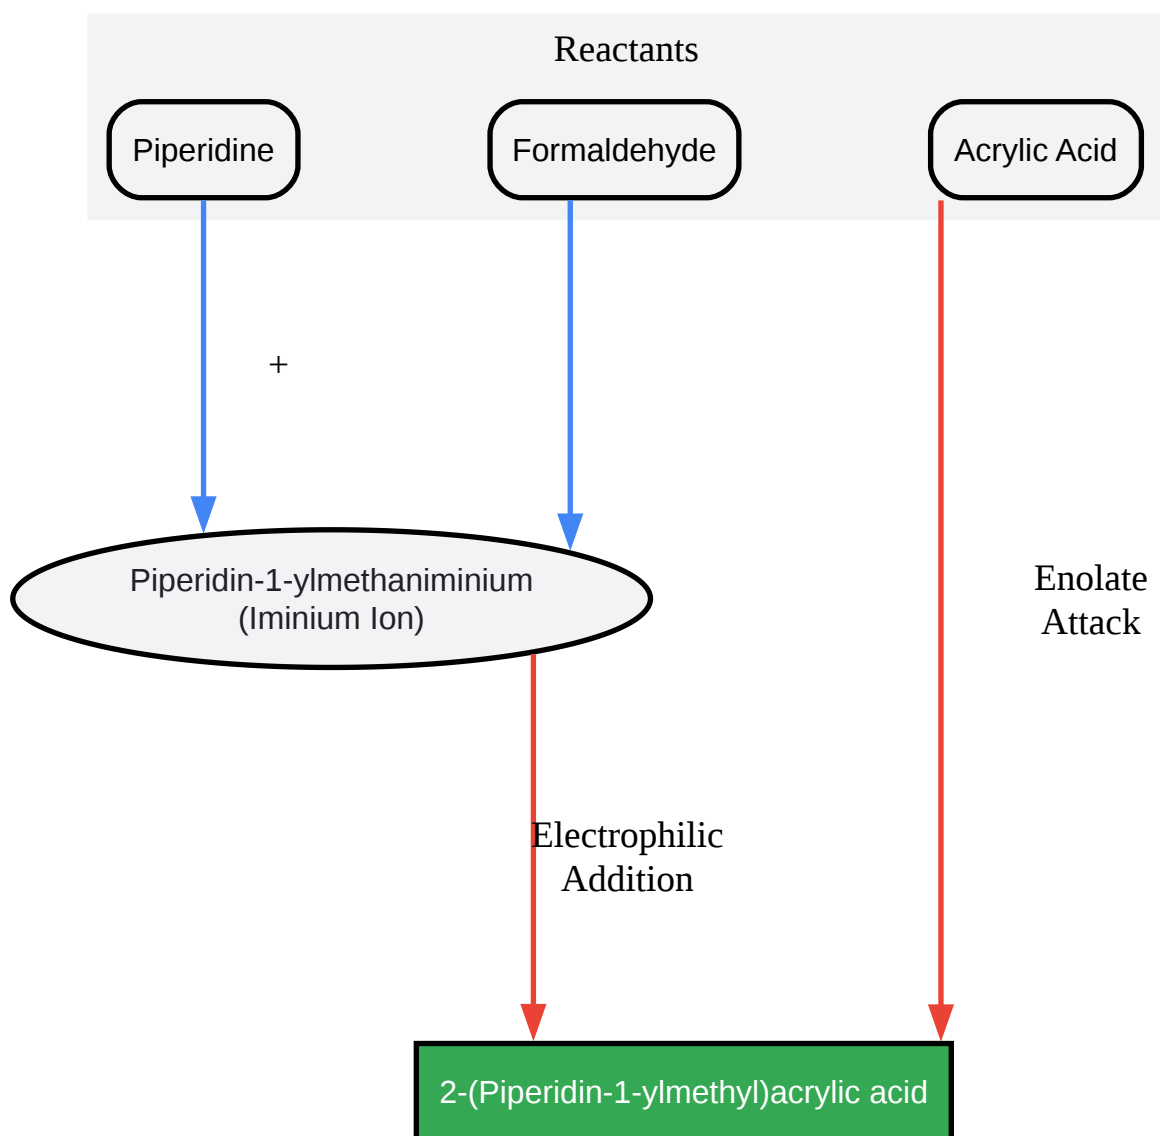 Reactants
Piperidine
Formaldehyde
Acrylic Acid
+
Piperidin-1-ylmethaniminium
(Iminium Ion)
Enolate
Attack
Electrophilic
Addition
2-(Piperidin-1-ylmethyl)acrylic acid